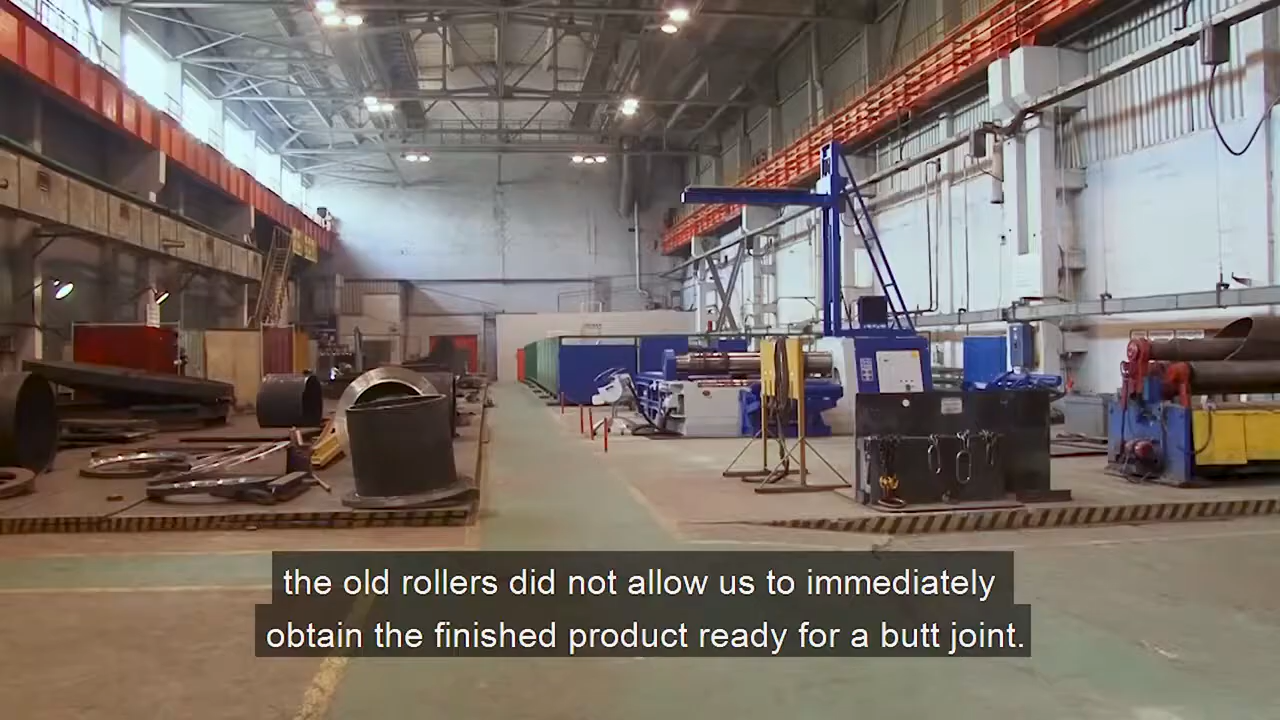 the old rollers did not allow us to immediately
obtain the finished product ready for a butt joint.